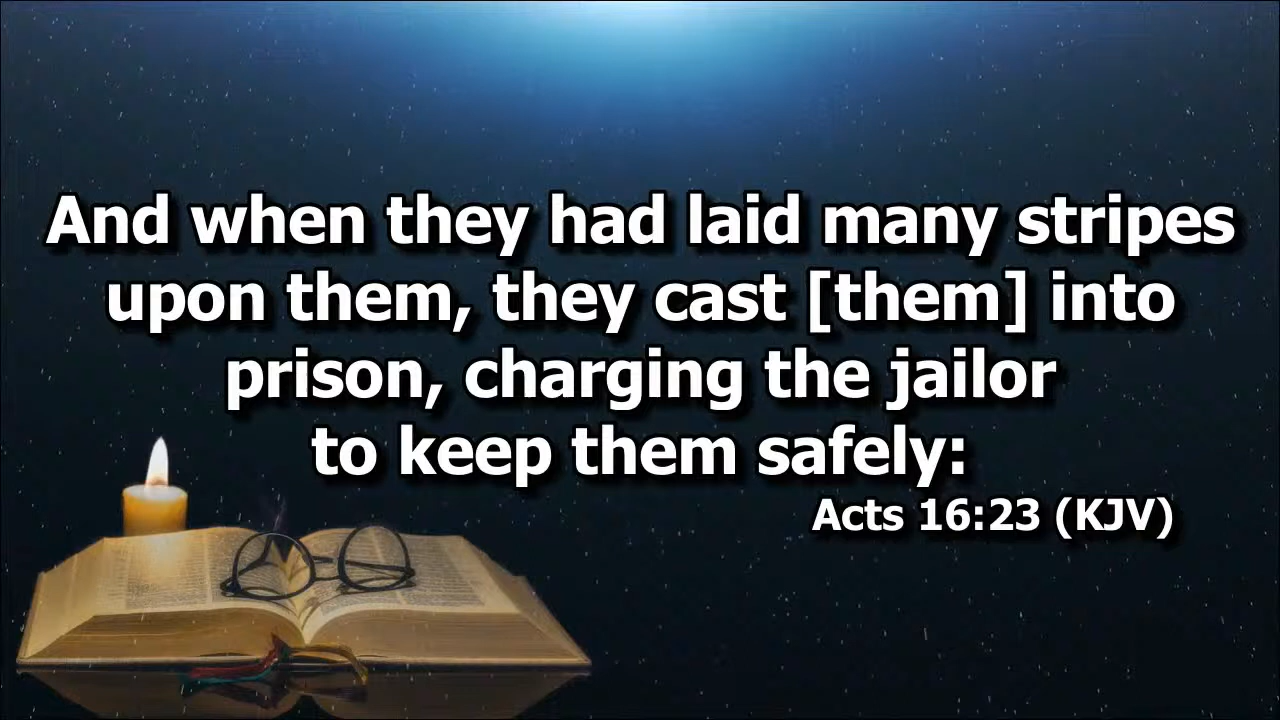 And when they had laid many stripes
upon them, they cast [them] into
prison, charging the jailor
to keep them safely:
Acts 16:23 (KJV)